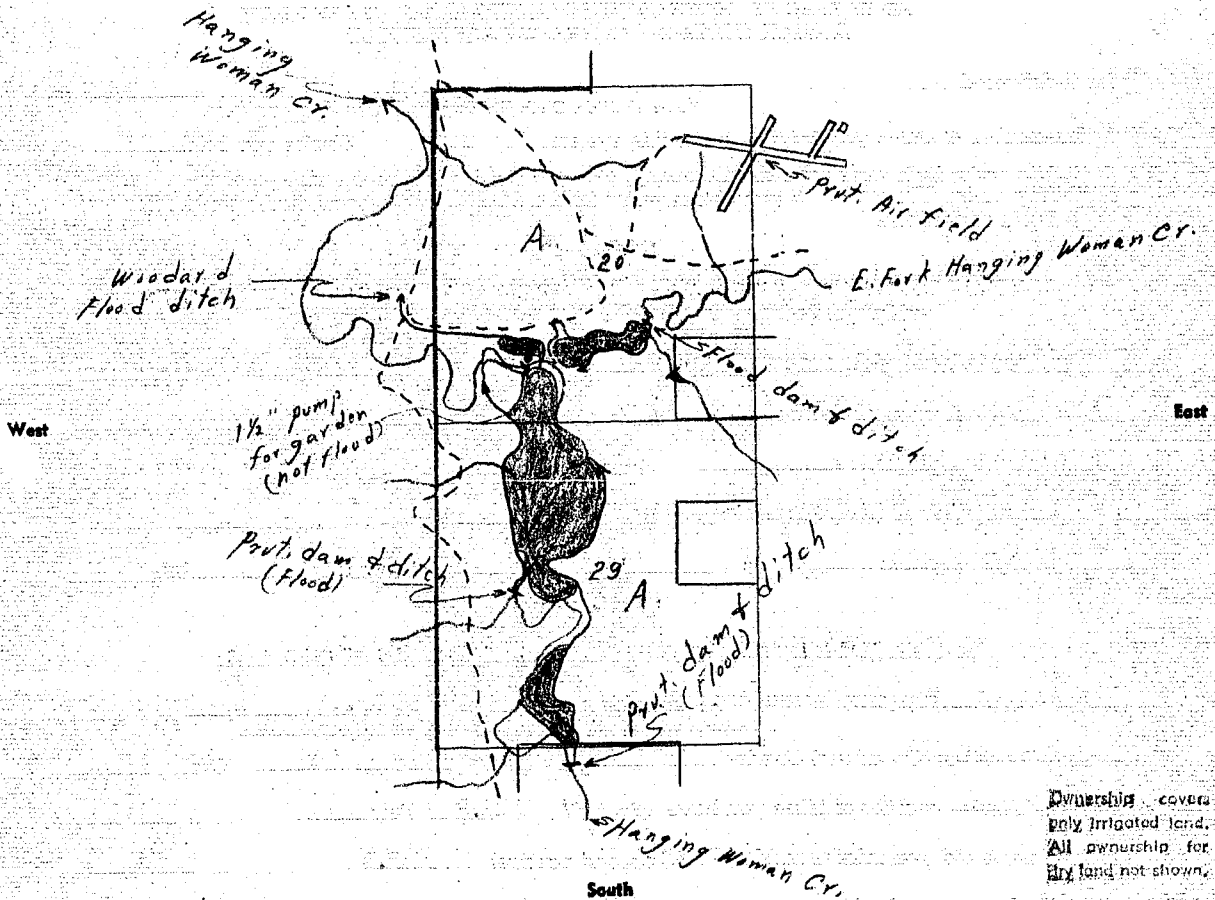 Hanging
Woman Cr.
Prvt. Air field
A.
20
E. Fork Hanging Woman Cr.
Woodard
Flood ditch
Flood dam & ditch
West
East
1½" pump
for garden
(not flood)
Prvt. dam & ditch
(Flood)
29
A.
Prvt. dam & ditch
(Flood)
Ownership covers
only irrigated land.
All ownership for
dry land not shown.
Hanging Woman Cr.
South